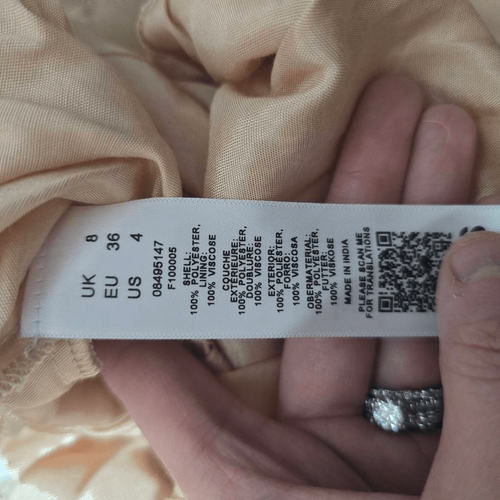 UK 8
EU 36
US 4
08495147
F100005
SHELL:
100% POLYESTER,
LINING:
100% VISCOSE
COUCHE
EXTÉRIEURE:
100% POLYESTER,
DOUBLURE:
100% VISCOSE
EXTERIOR:
100% POLYESTER,
FORRO:
100% VISCOSA
OBERMATERIAL:
100% POLYESTER,
FUTTER:
100% VISKOSE
MADE IN INDIA
PLEASE SCAN ME
FOR TRANSLATIONS